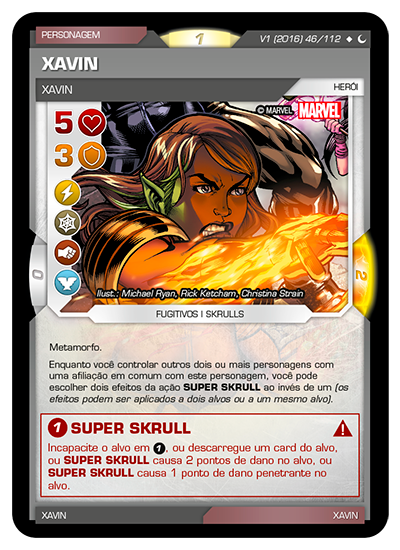 PERSONAGEM
1
V1 (2016) 46/112
XAVIN
XAVIN
HERÓI
© MARVEL MARVEL
5
3
0
2
Ilust.: Michael Ryan, Rick Ketcham, Christina Strain
FUGITIVOS | SKRULLS
Metamorfo.
Enquanto você controlar outros dois ou mais personagens com
uma afiliação em comum com este personagem, você pode
escolher dois efeitos da ação SUPER SKRULL ao invés de um (os
efeitos podem ser aplicados a dois alvos ou a um mesmo alvo).
1 SUPER SKRULL
Incapacite o alvo em 1, ou descarregue um card do alvo,
ou SUPER SKRULL causa 2 pontos de dano no alvo, ou
SUPER SKRULL causa 1 ponto de dano penetrante no
alvo.
XAVIN
XAVIN